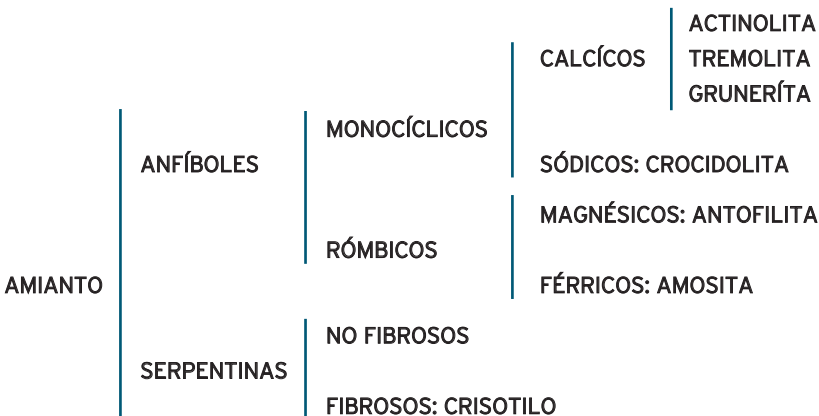 ACTINOLITA
CALCÍCOS
TREMOLITA
GRUNERÍTA
MONOCÍCLICOS
ANFÍBOLES
SÓDICOS: CROCIDOLITA
MAGNÉSICOS: ANTOFILITA
RÓMBICOS
AMIANTO
FÉRRICOS: AMOSITA
NO FIBROSOS
SERPENTINAS
FIBROSOS: CRISOTILO